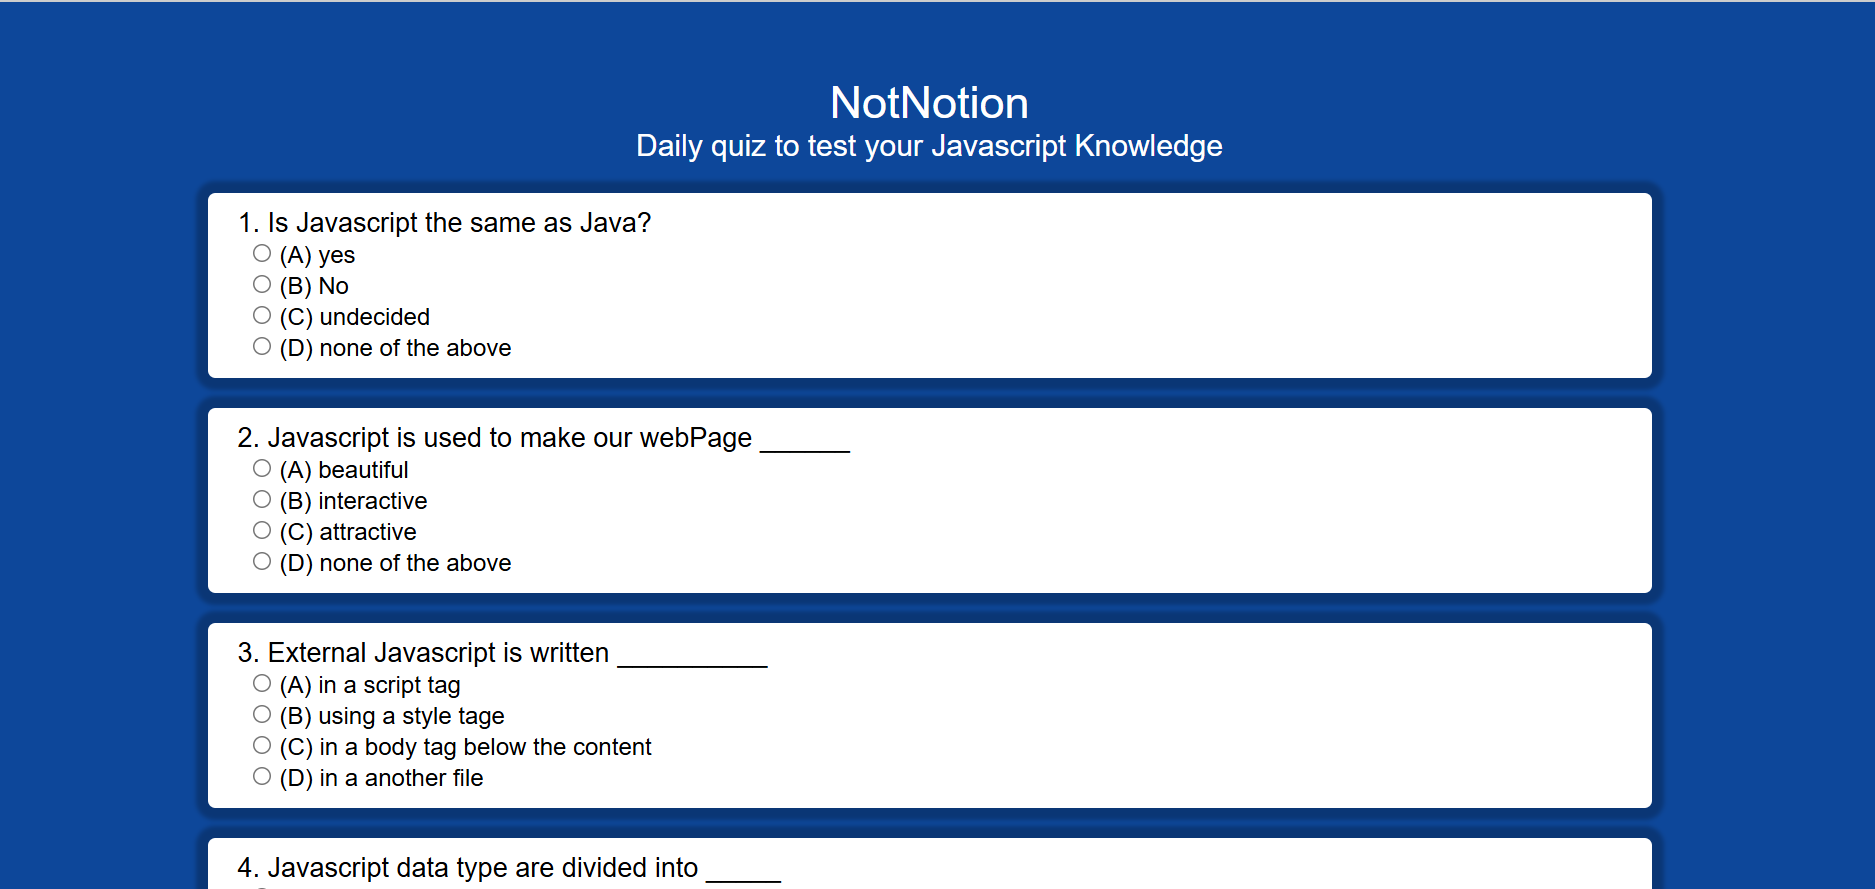 NotNotion
Daily quiz to test your Javascript Knowledge
1. Is Javascript the same as Java?
(A) yes
(B) No
(C) undecided
(D) none of the above
2. Javascript is used to make our webPage ______
(A) beautiful
(B) interactive
(C) attractive
(D) none of the above
3. External Javascript is written __________
(A) in a script tag
(B) using a style tage
(C) in a body tag below the content
(D) in a another file
4. Javascript data type are divided into _____